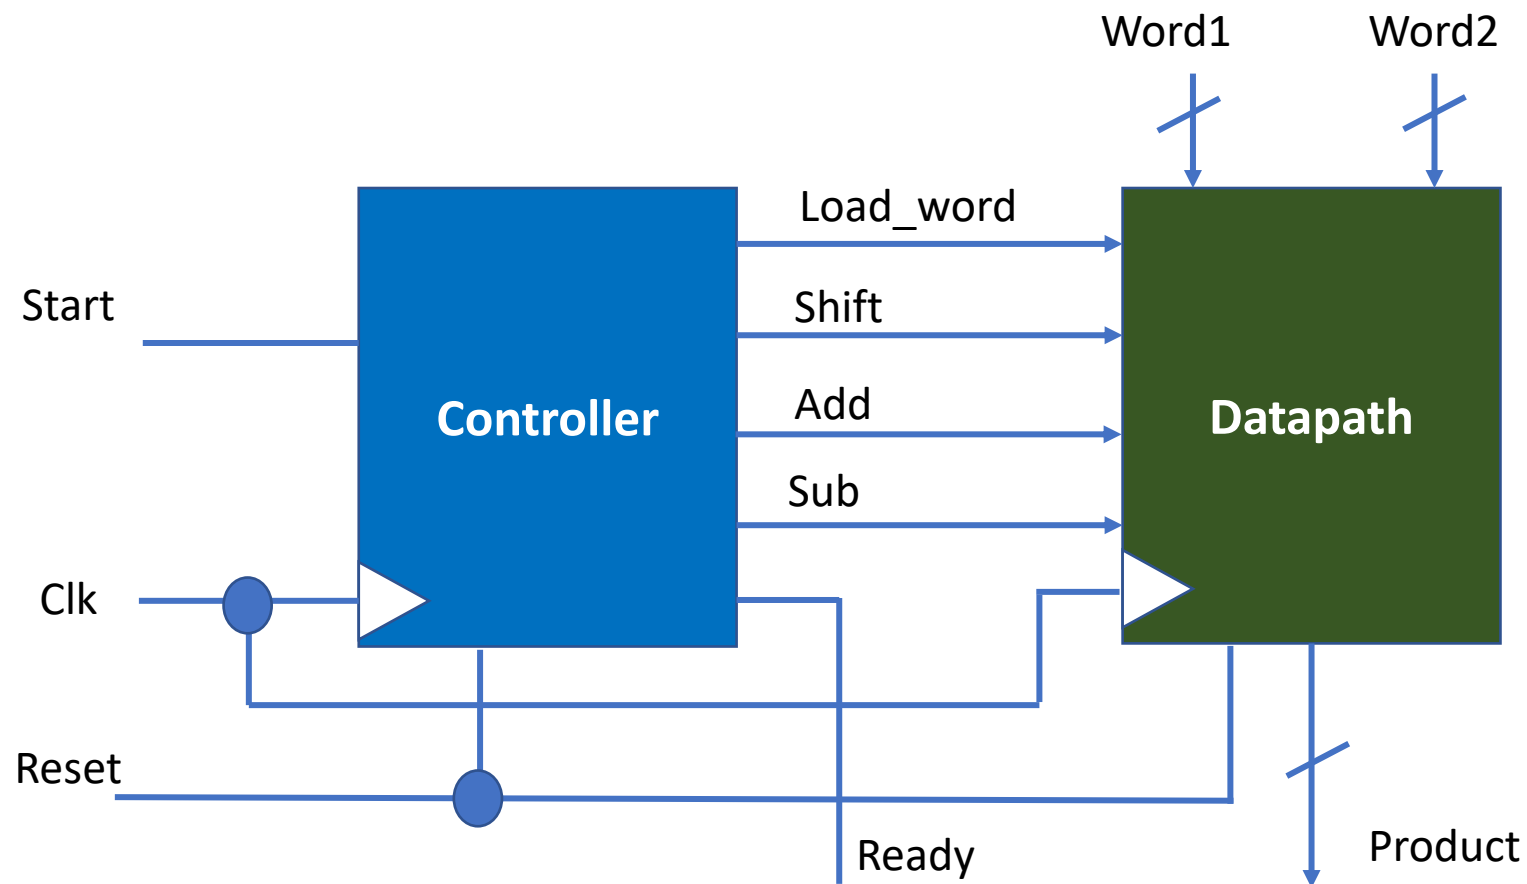 Word1
Word2
Load_word
Start
Shift
Add
Controller
Datapath
Sub
Clk
Reset
Ready
Product